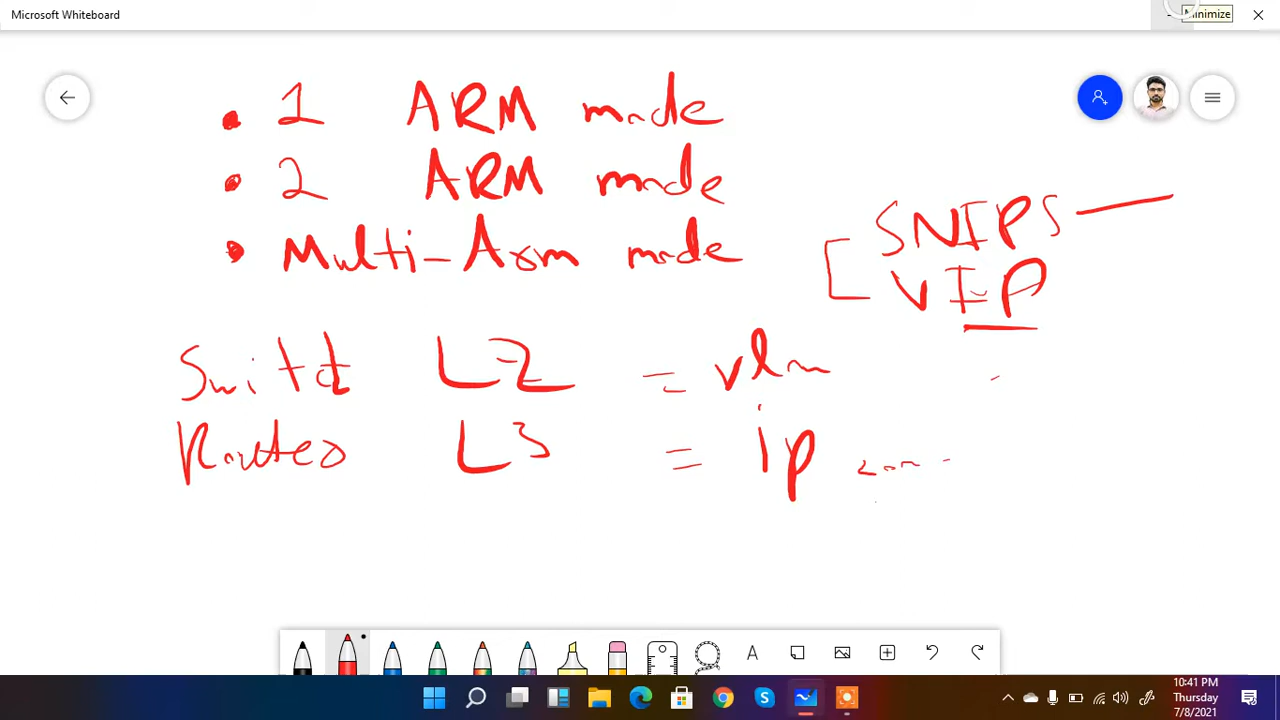 Microsoft Whiteboard
Minimize
• 1 ARM mode
• 2 ARM mode
• Multi-Arm mode
SNIPS
VIP
Switch L2 = vlan
Router L3 = ip
10:41 PM
Thursday
7/8/2021